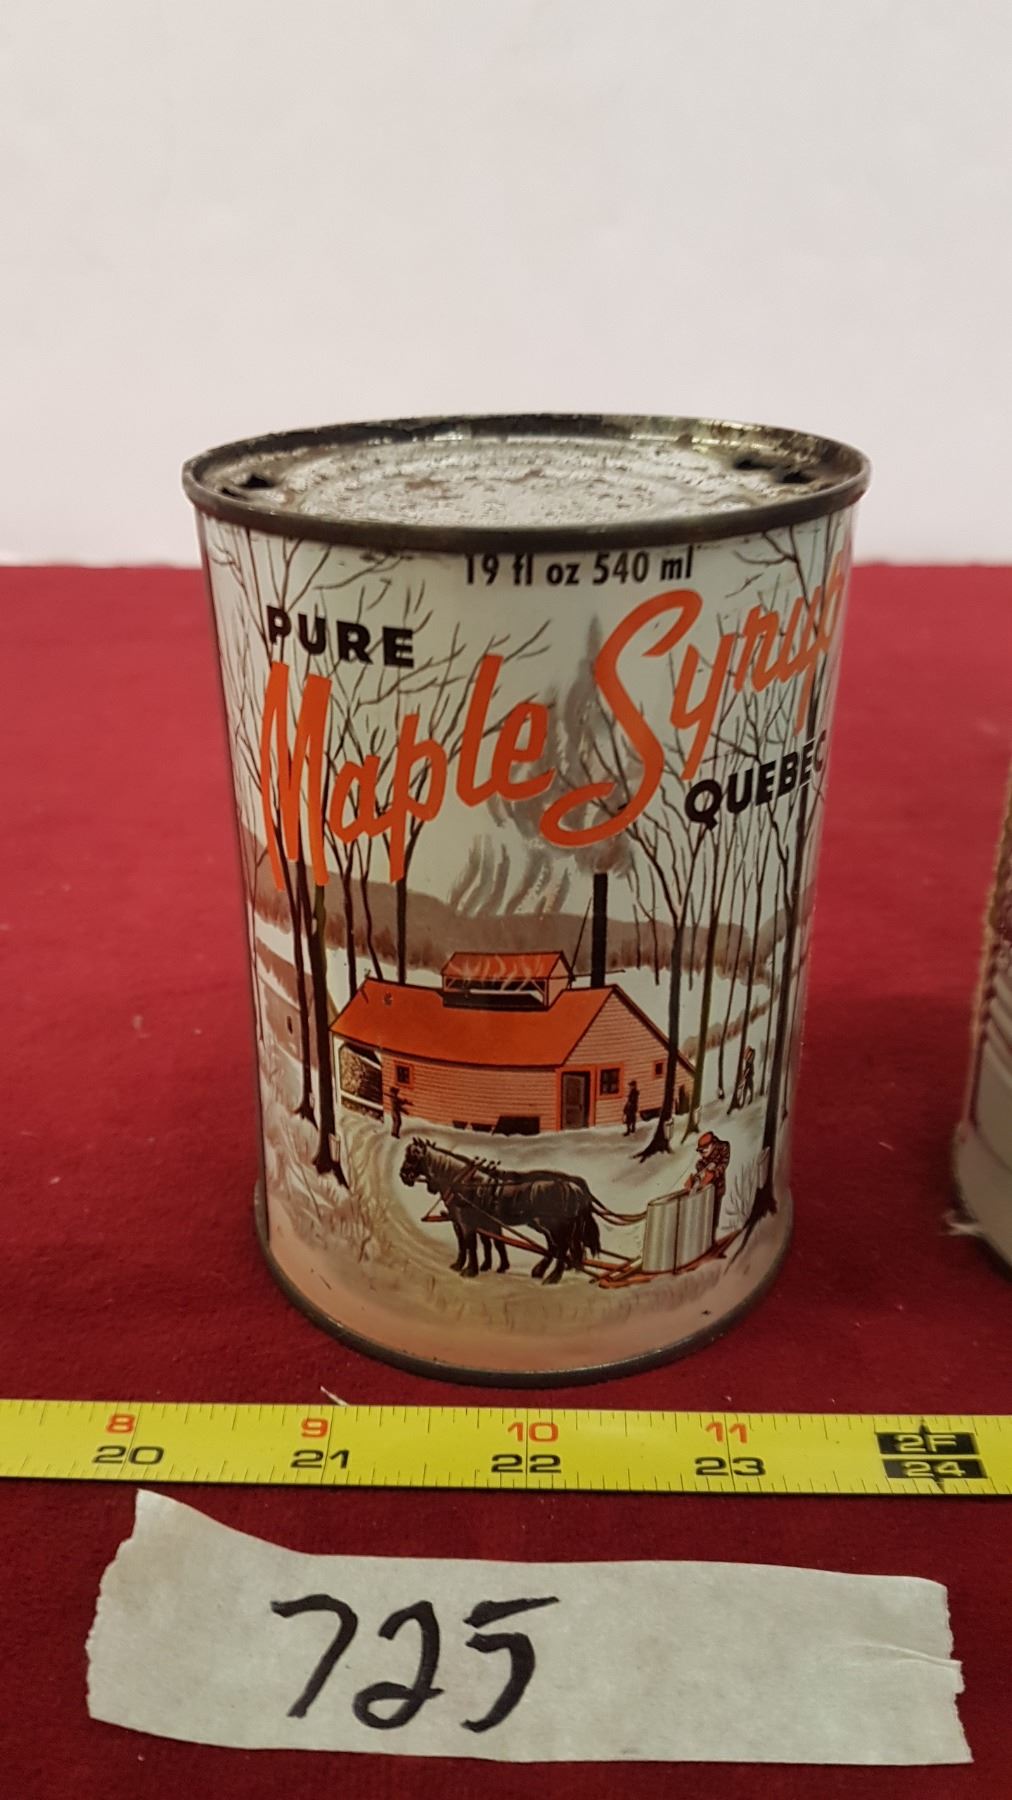 19 fl oz 540 ml
PURE
Maple Syrup
QUEBEC
8 9 10 11 2F
20 21 22 23 24
725